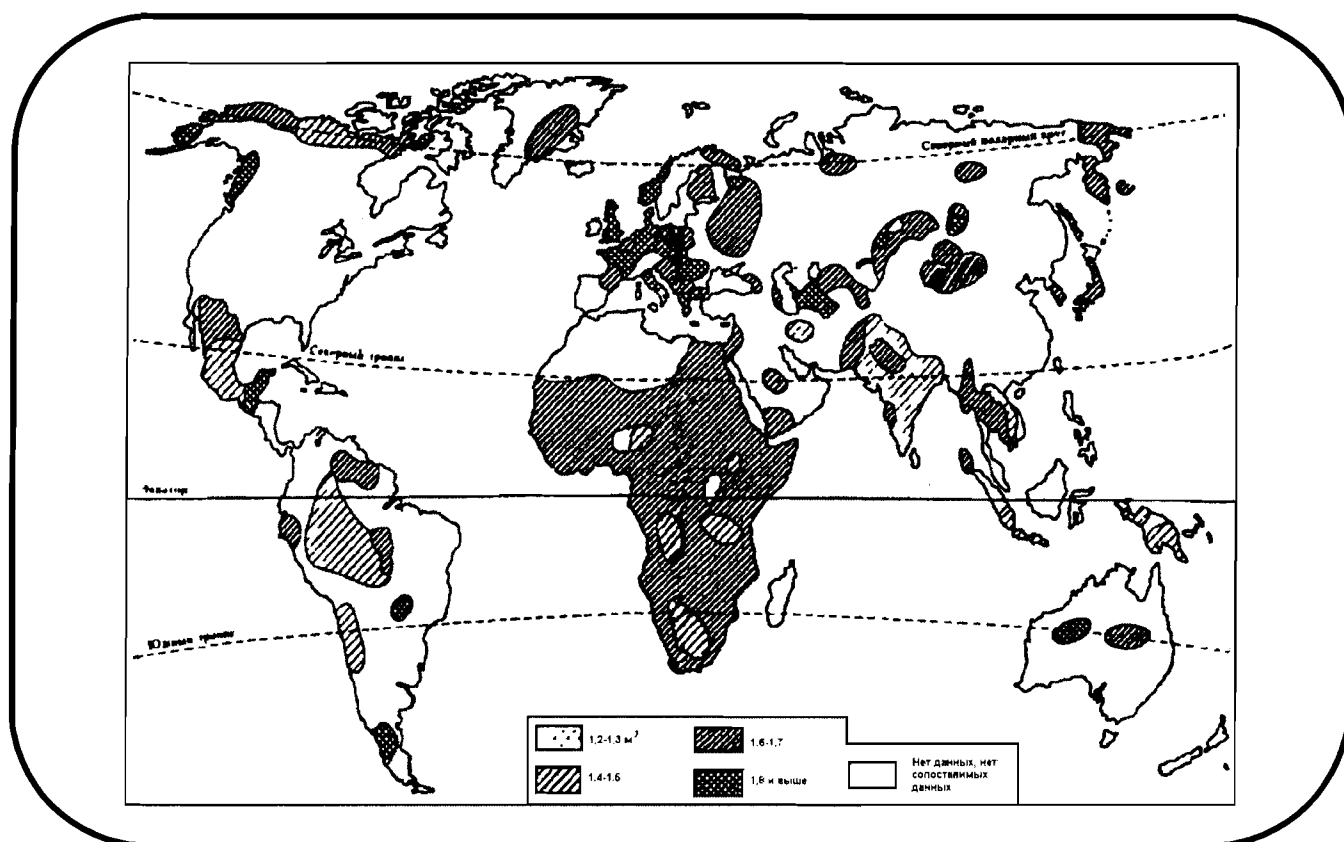 Северный полярный круг
Северный тропик
Экватор
Южный тропик
1,2-1,3 м²
1.4-1.5
1.6-1.7
1,8 и выше
Нет данных, нет
сопоставимых
данных